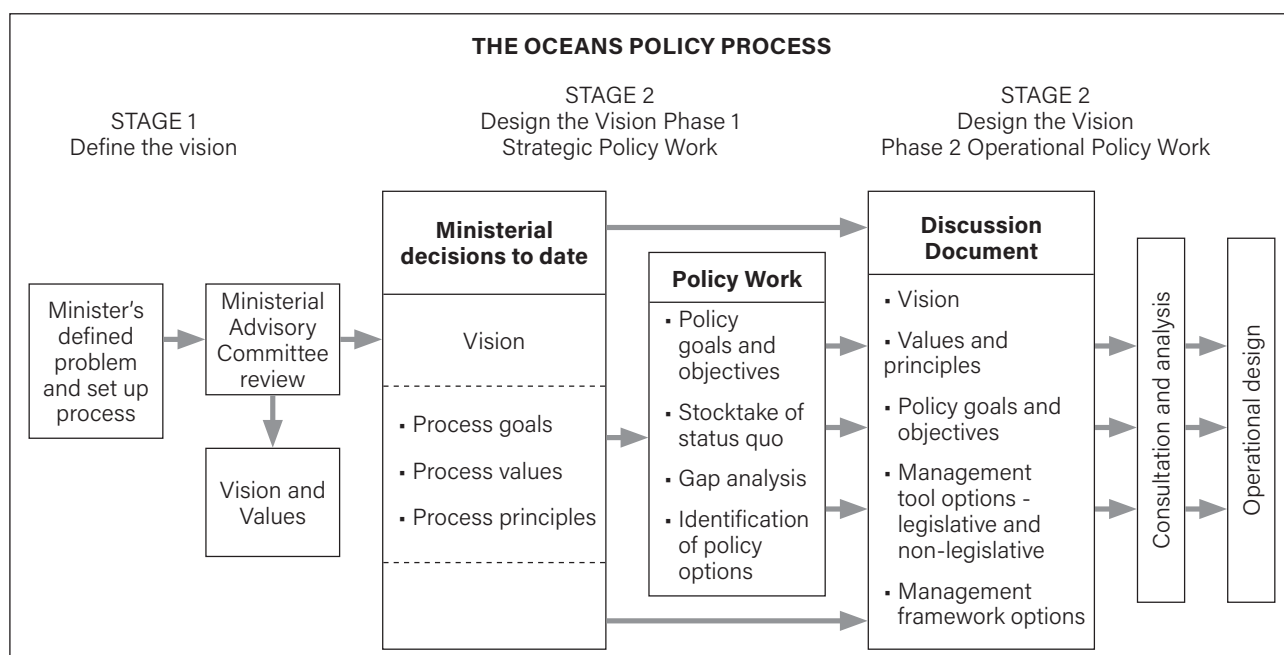 THE OCEANS POLICY PROCESS
STAGE 1
Define the vision
STAGE 2
Design the Vision Phase 1
Strategic Policy Work
STAGE 2
Design the Vision
Phase 2 Operational Policy Work
Minister’s
defined
problem
and set up
process
Ministerial
Advisory
Committee
review
Vision and
Values
Ministerial
decisions to date
Vision
▪ Process goals
▪ Process values
▪ Process principles
Policy Work
▪ Policy
goals and
objectives
▪ Stocktake of
status quo
▪ Gap analysis
▪ Identification
of policy
options
Discussion
Document
▪ Vision
▪ Values and
principles
▪ Policy goals and
objectives
▪ Management
tool options -
legislative and
non-legislative
▪ Management
framework options
Consultation and analysis
Operational design